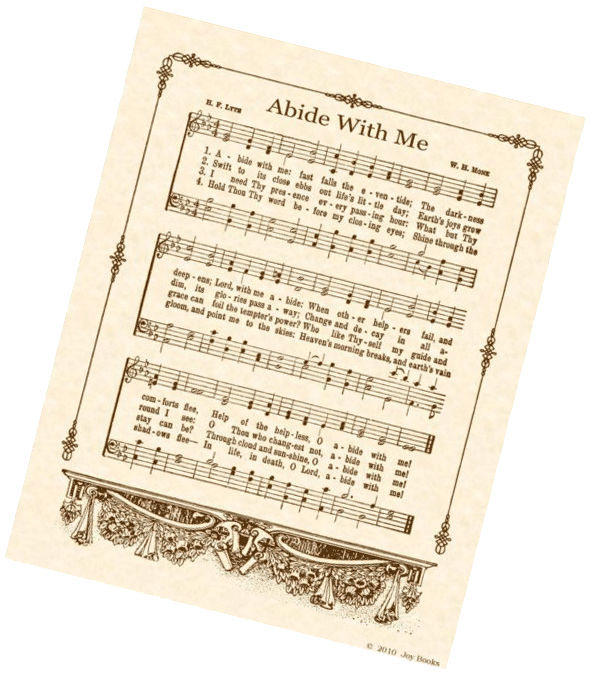 Abide With Me
H. F. Lyte
W. H. Monk
1. A - bide with me: fast falls the e - ven - tide; The dark - ness
2. Swift to its close ebbs out life's lit - tle day; Earth's joys grow
3. I need Thy pres - ence ev - ery pass - ing hour: What but Thy
4. Hold Thou Thy word be - fore my clos - ing eyes; Shine through the
deep - ens; Lord, with me a - bide: When oth - er help - ers fail, and
dim, its glo - ries pass a - way; Change and de - cay in all a-
grace can foil the tempter's power? Who like Thy - self my guide and
gloom, and point me to the skies: Heaven's morning breaks, and earth's vain
com - forts flee, Help of the help - less, O a - bide with me!
round I see: O Thou who chang - est not, a - bide with me!
stay can be? Through cloud and sun - shine, O a - bide with me!
shad - ows flee— In life, in death, O Lord, a - bide with me!
© 2010 Joy Books